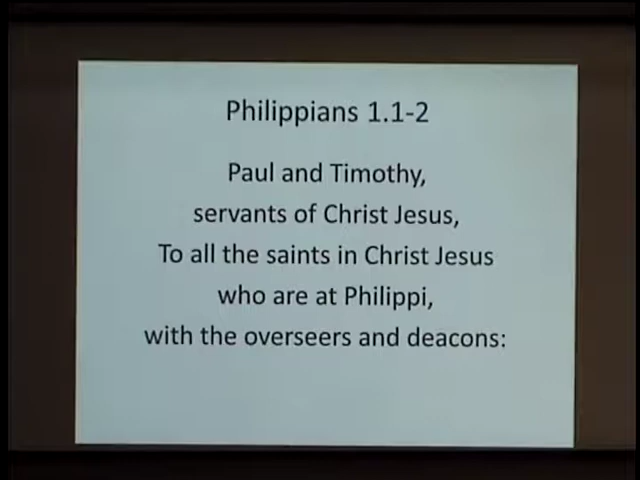 Philippians 1.1-2
Paul and Timothy,
servants of Christ Jesus,
To all the saints in Christ Jesus
who are at Philippi,
with the overseers and deacons: